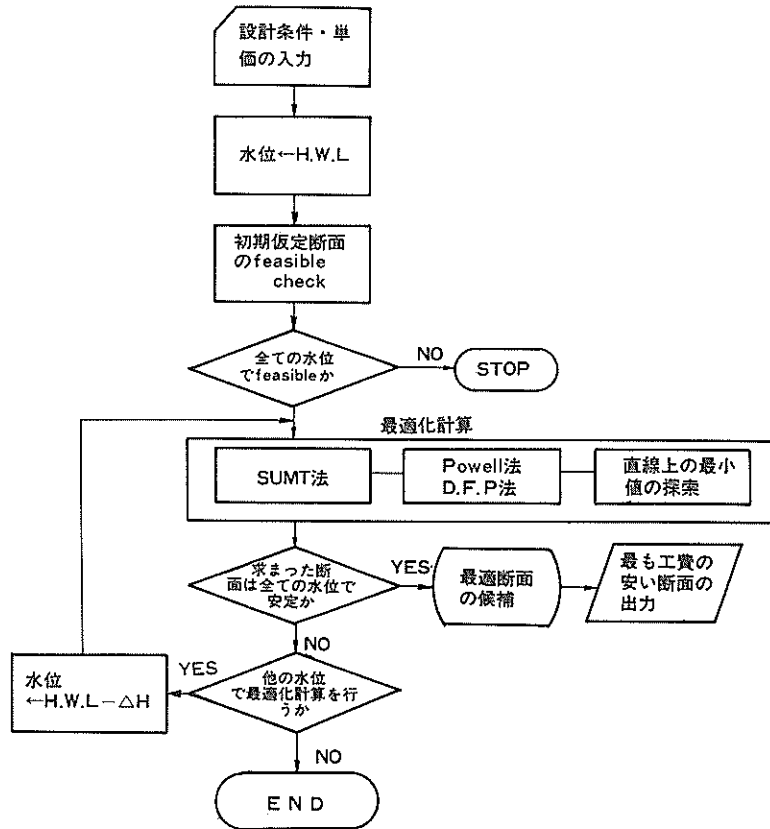 設計条件・単
価の入力
水位←H.W.L
初期仮定断面
のfeasible
check
全ての水位
でfeasibleか
NO
STOP
最適化計算
SUMT法
Powell法
D.F.P法
直線上の最小
値の探索
求まった断
面は全ての水位で
安定か
YES
最適断面
の候補
最も工費の
安い断面の
出力
NO
他の水位
で最適化計算を行
うか
YES
水位
←H.W.L－△H
NO
END